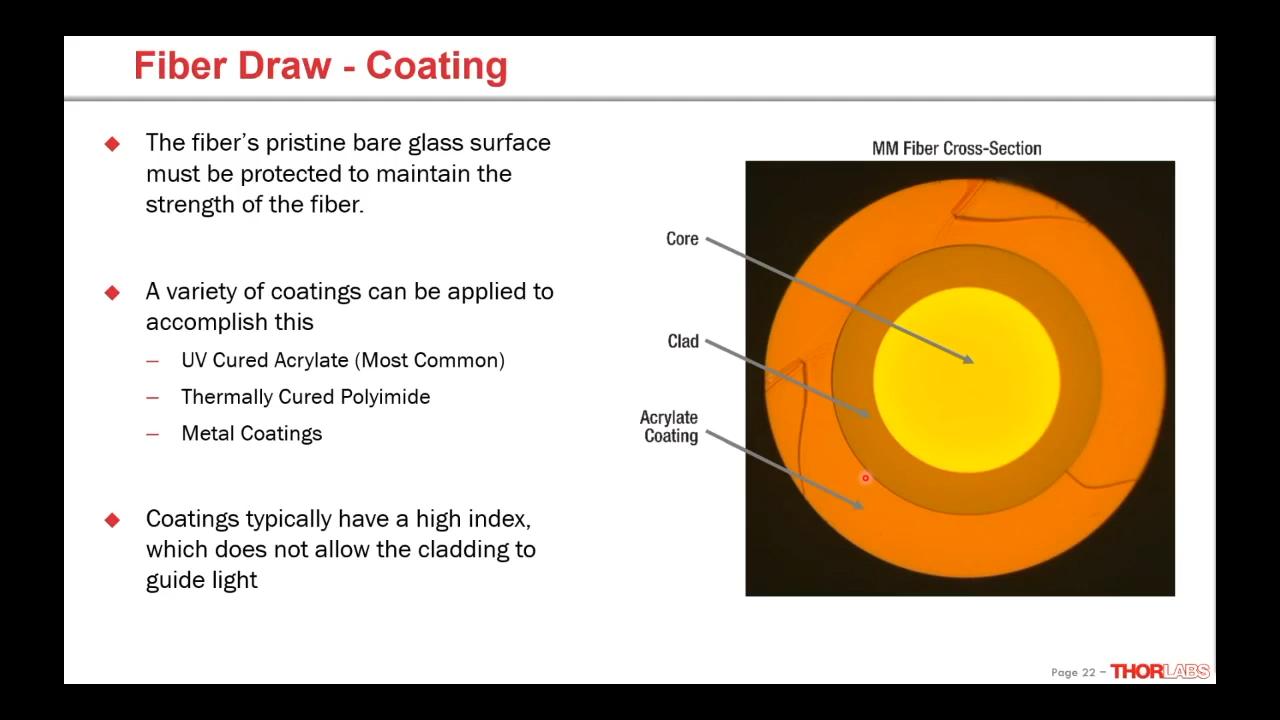 Fiber Draw - Coating
The fiber’s pristine bare glass surface
must be protected to maintain the
strength of the fiber.
A variety of coatings can be applied to
accomplish this
– UV Cured Acrylate (Most Common)
– Thermally Cured Polyimide
– Metal Coatings
Coatings typically have a high index,
which does not allow the cladding to
guide light
MM Fiber Cross-Section
Core
Clad
Acrylate
Coating
Page 22 – THORLABS